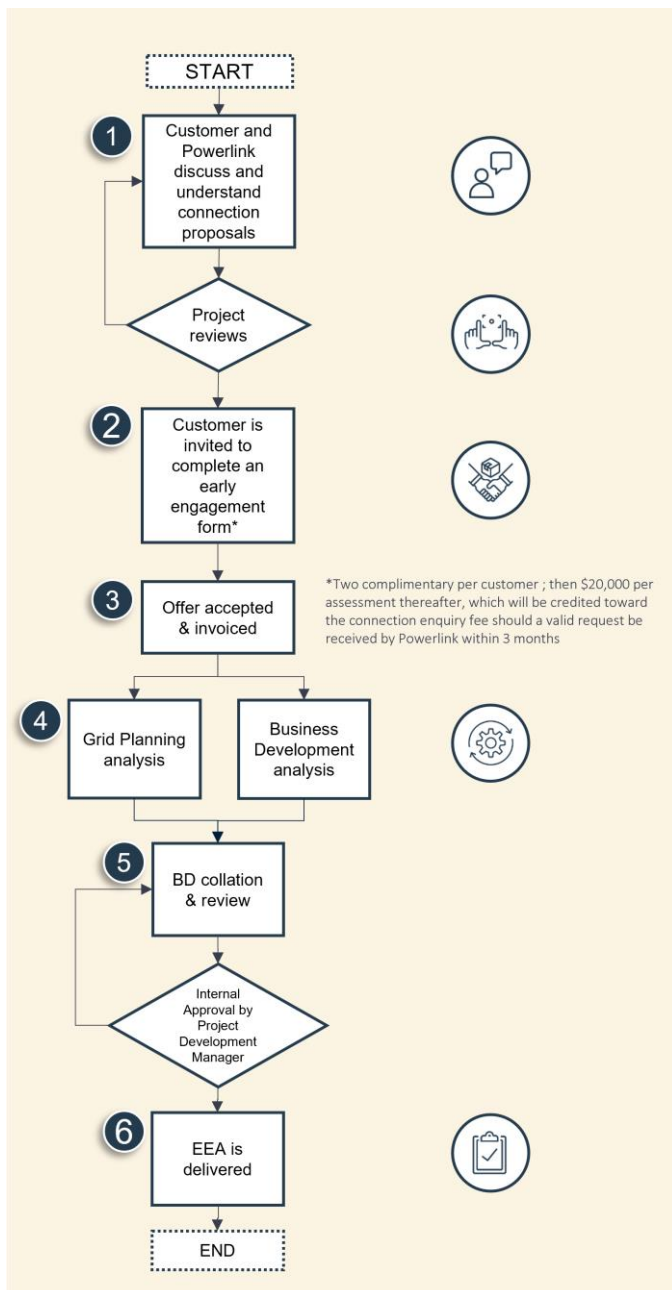 START
1
Customer and
Powerlink
discuss and
understand
connection
proposals
Project
reviews
2
Customer is
invited to
complete an
early
engagement
form*
3
Offer accepted
& invoiced
*Two complimentary per customer ; then $20,000 per
assessment thereafter, which will be credited toward
the connection enquiry fee should a valid request be
received by Powerlink within 3 months
4
Grid Planning
analysis
Business
Development
analysis
5
BD collation
& review
Internal
Approval by
Project
Development
Manager
6
EEA is
delivered
END